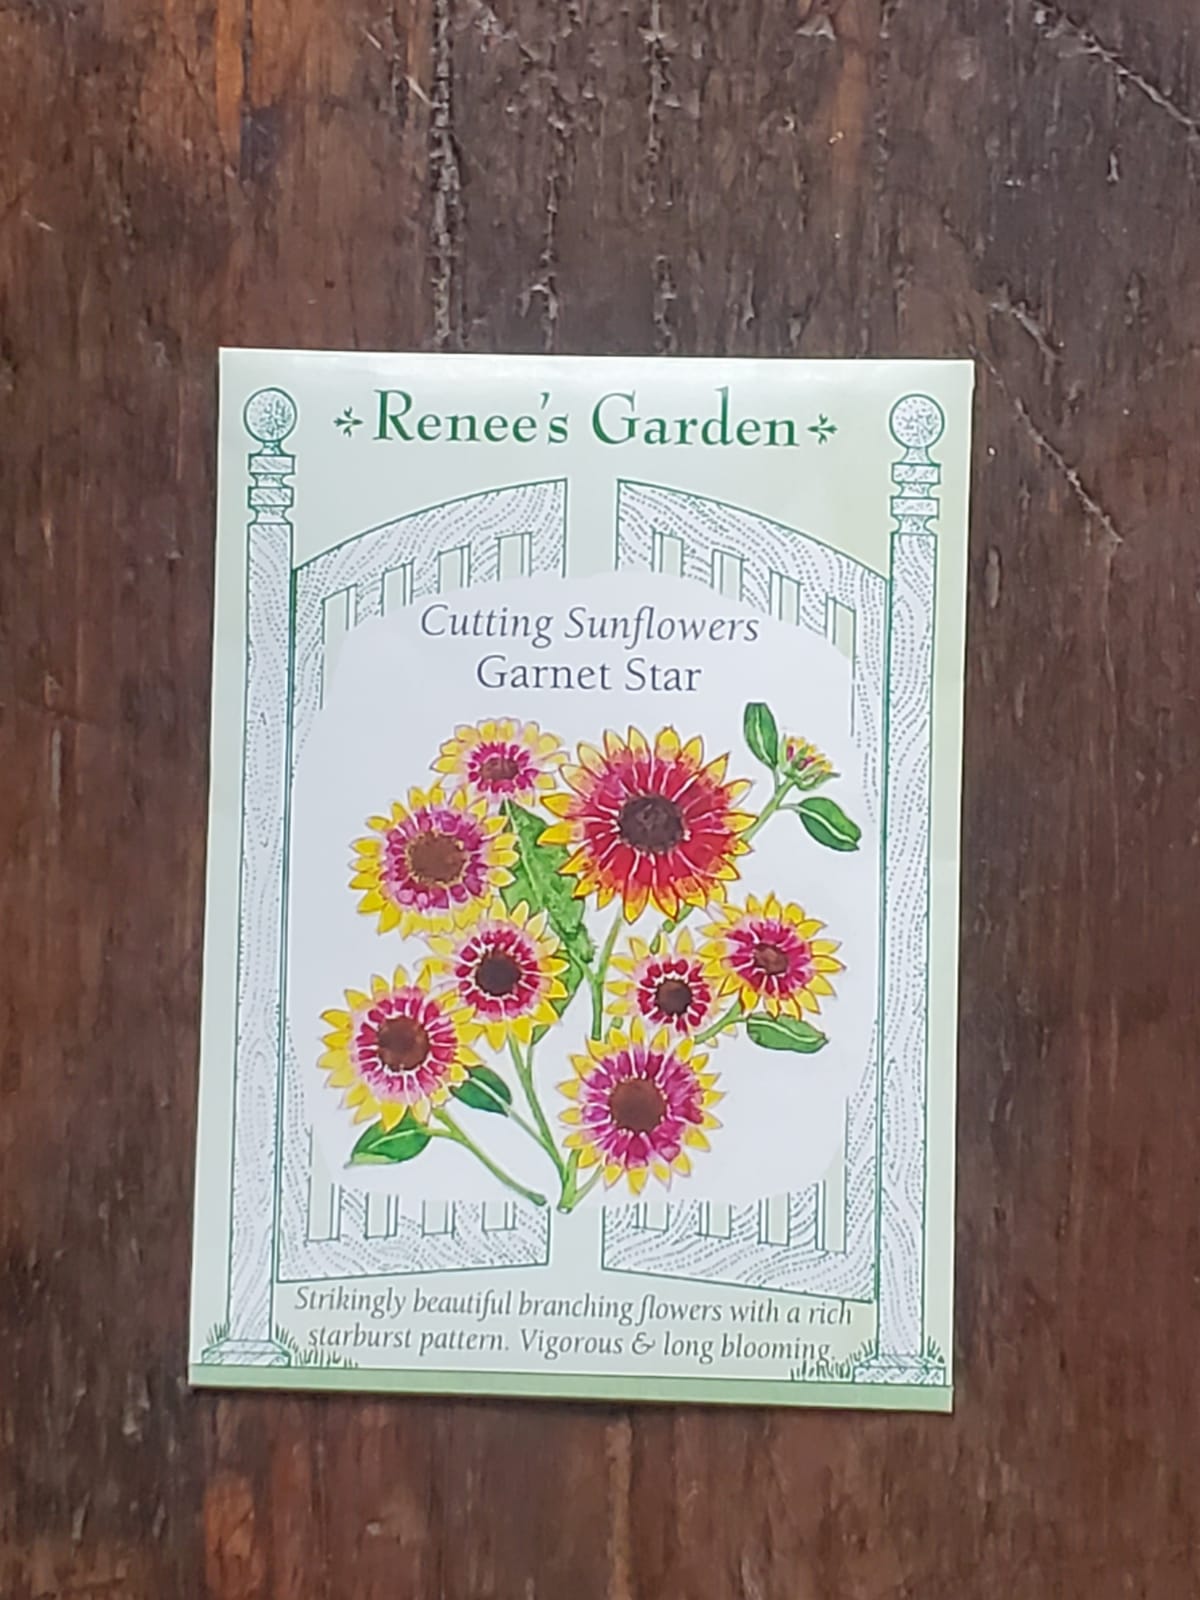 Renee's Garden
Cutting Sunflowers
Garnet Star
Strikingly beautiful branching flowers with a rich
starburst pattern. Vigorous & long blooming.